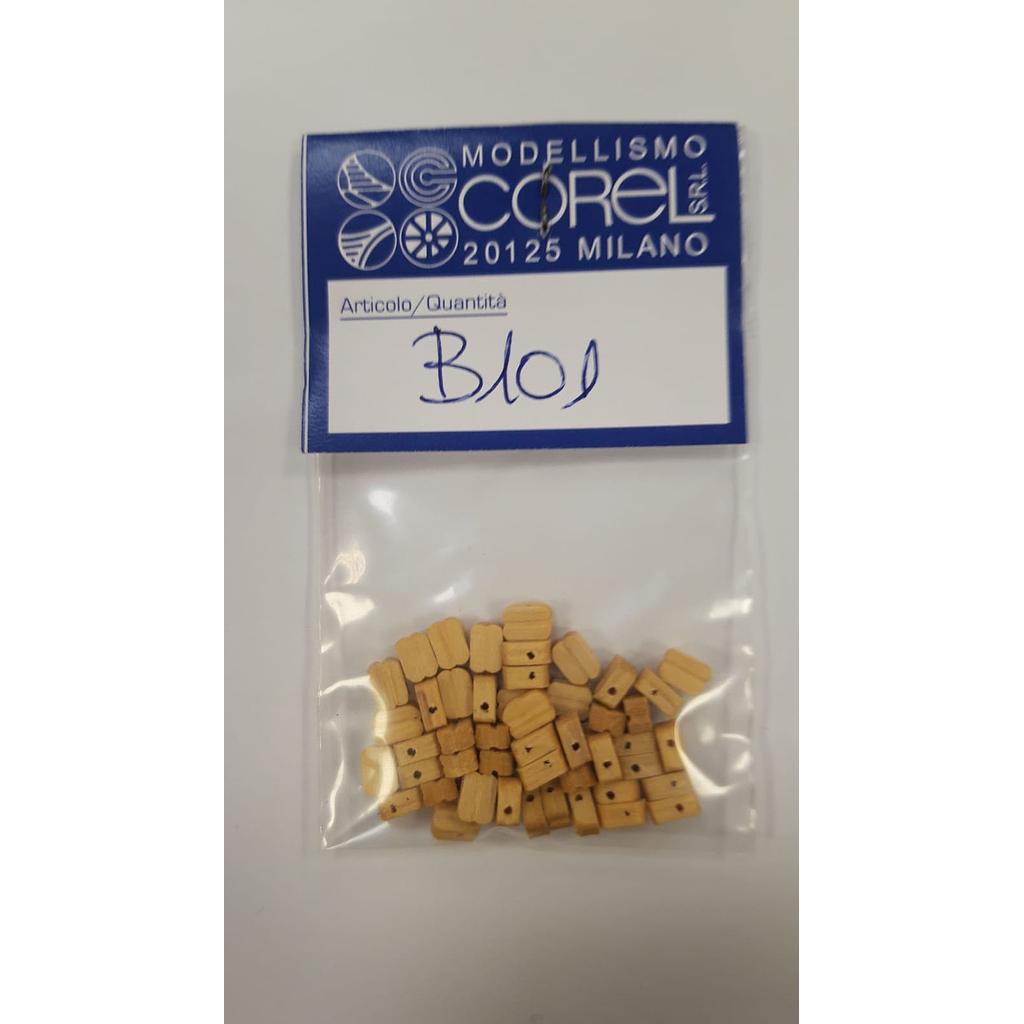 MODELLISMO
COREL S.R.L.
20125 MILANO
Articolo/Quantità
B101